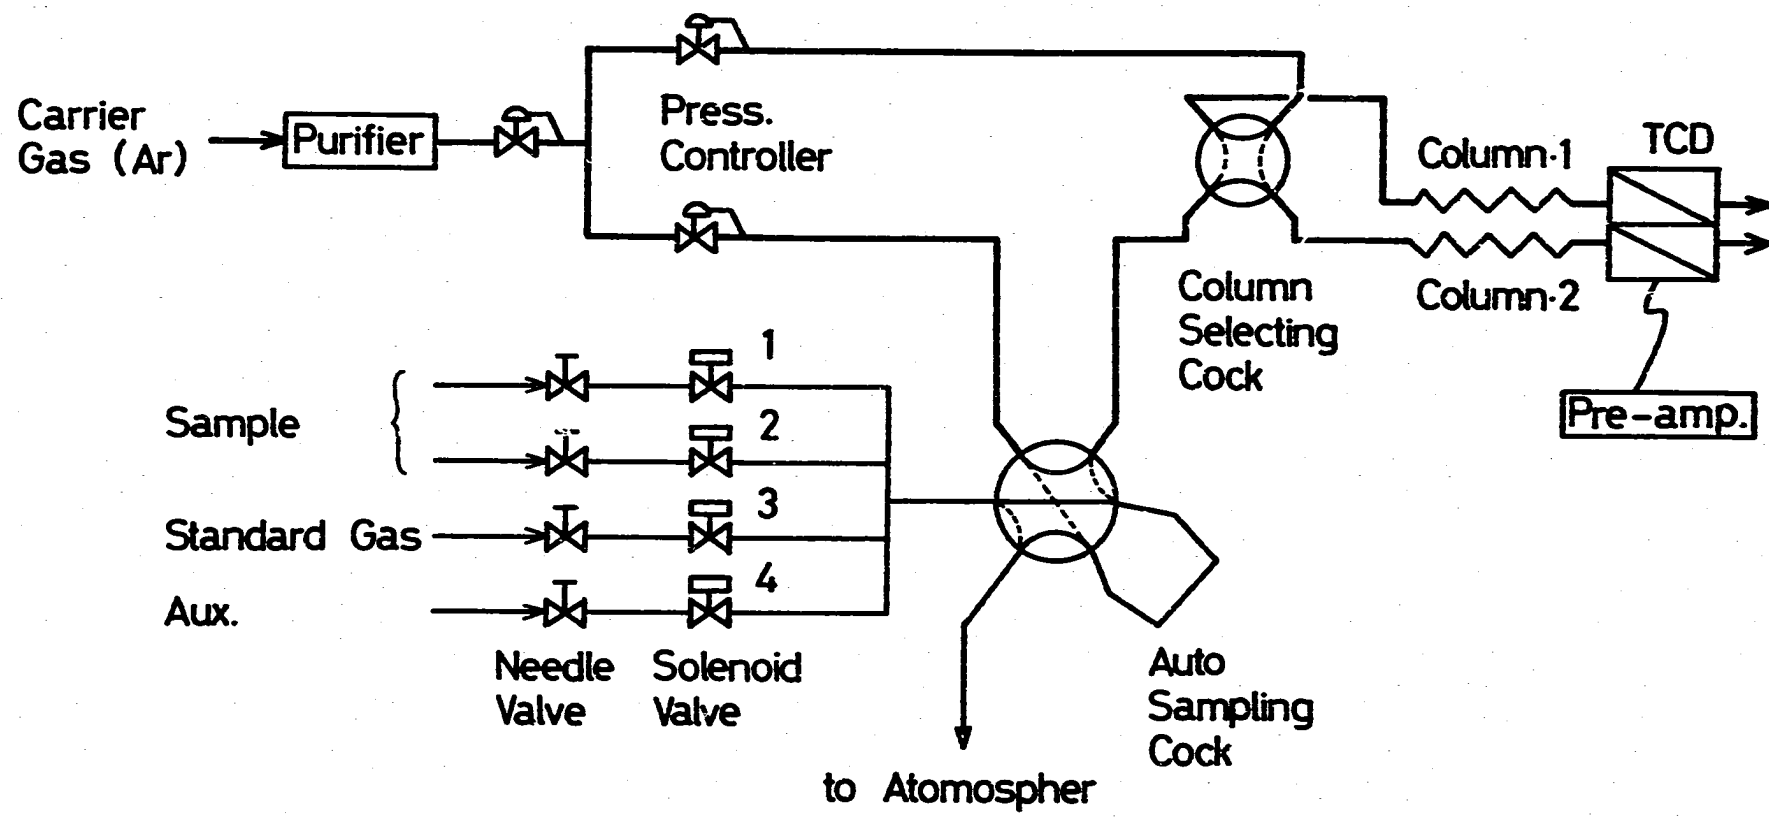 Carrier
Gas (Ar)
Purifier
Press.
Controller
Column·1
TCD
Column·2
Column
Selecting
Cock
Pre-amp.
Sample
1
2
Standard Gas
3
Aux.
4
Needle
Valve
Solenoid
Valve
Auto
Sampling
Cock
to Atomospher